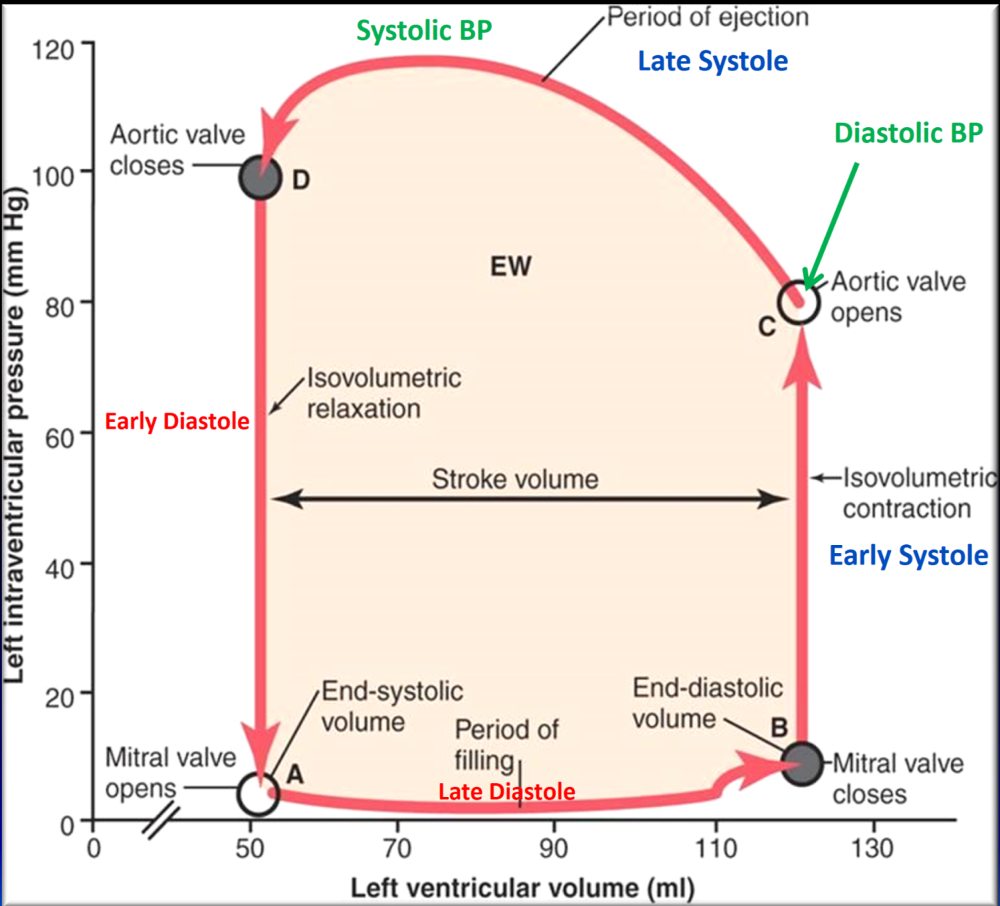 Systolic BP
Period of ejection
Late Systole
120
Aortic valve
closes
Diastolic BP
100
D
EW
Aortic valve
opens
80
C
Isovolumetric
relaxation
Early Diastole
60
Stroke volume
Isovolumetric
contraction
Early Systole
40
Left intraventricular pressure (mm Hg)
20
End-systolic
volume
End-diastolic
volume
B
Period of
filling
Mitral valve
opens
A
Late Diastole
Mitral valve
closes
0
0 50 70 90 110 130
Left ventricular volume (ml)